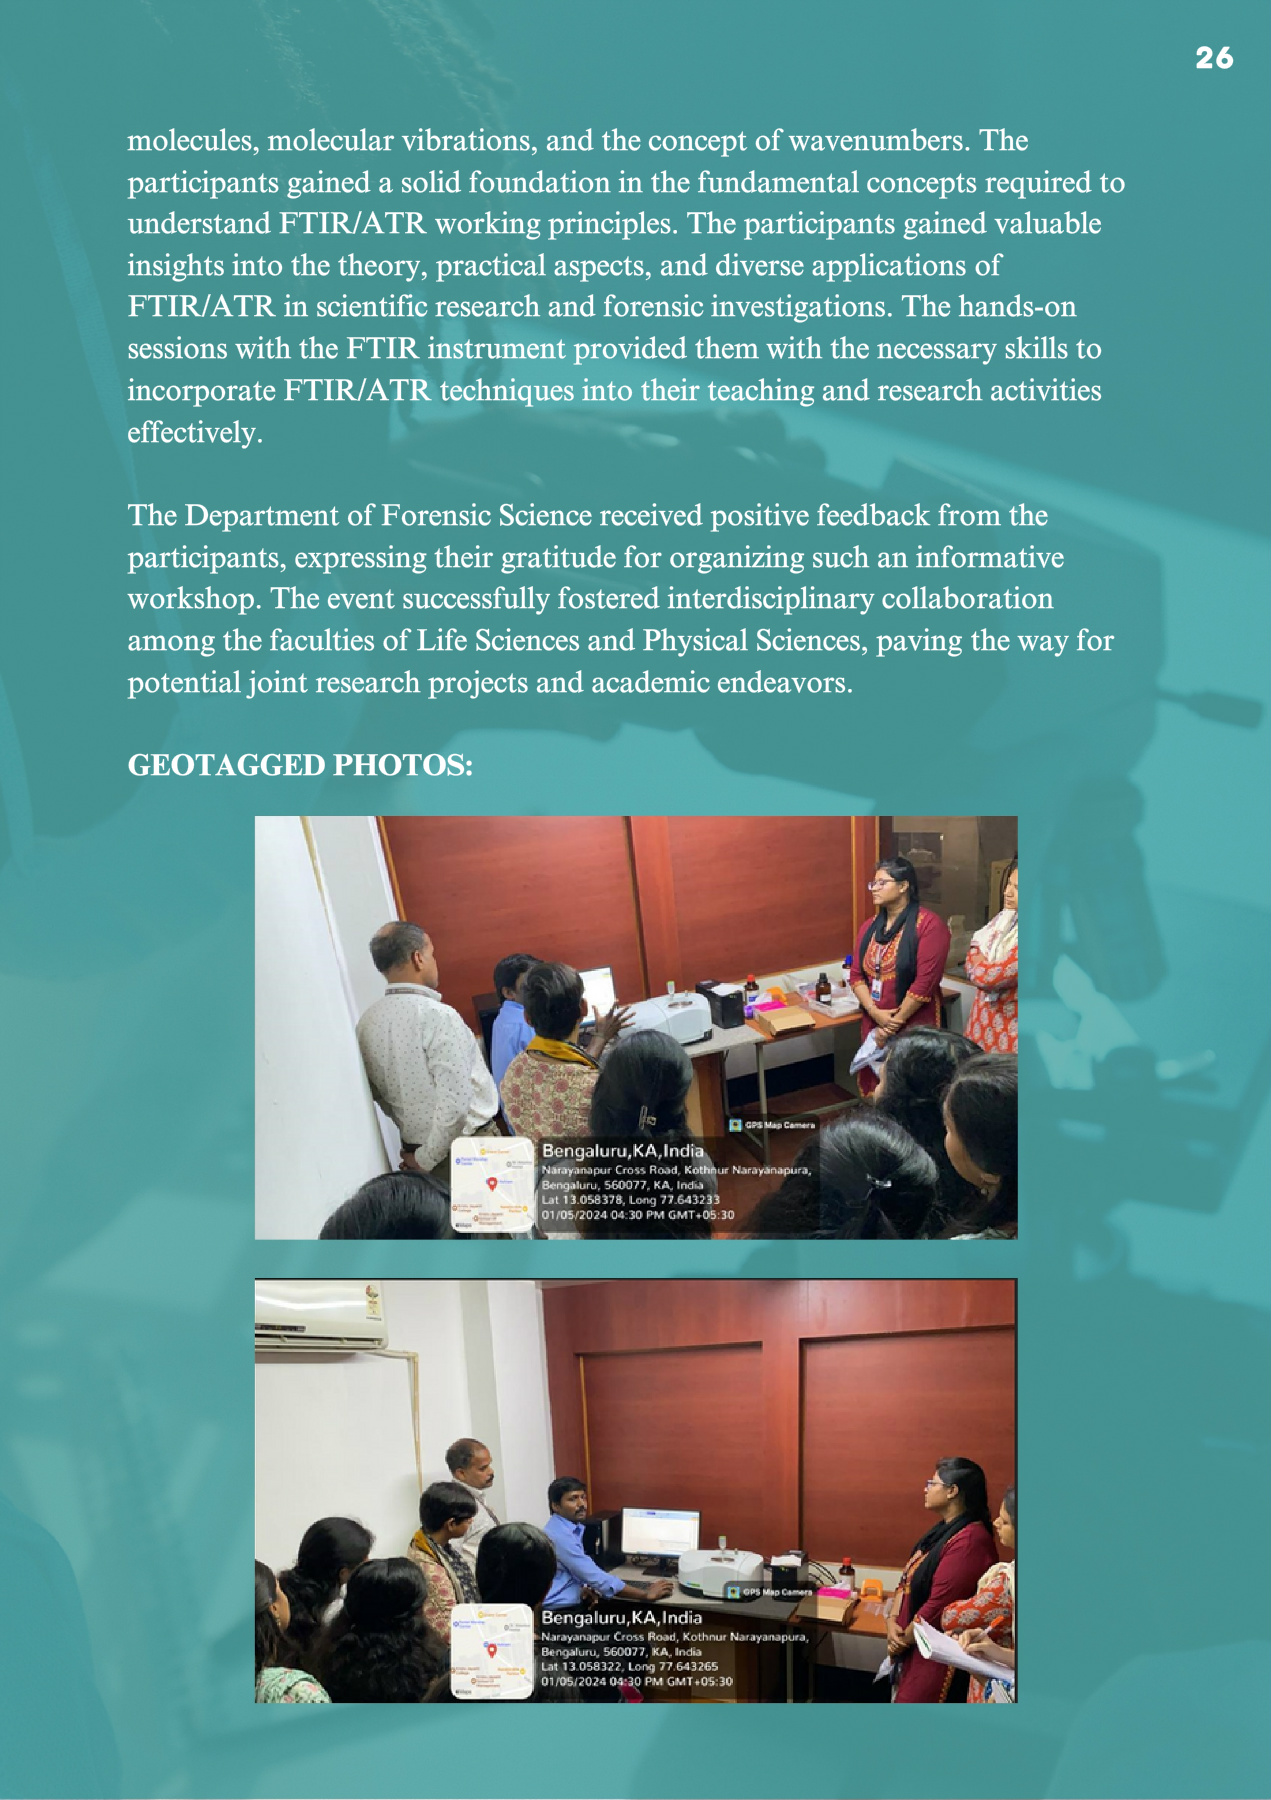 26
molecules, molecular vibrations, and the concept of wavenumbers. The
participants gained a solid foundation in the fundamental concepts required to
understand FTIR/ATR working principles. The participants gained valuable
insights into the theory, practical aspects, and diverse applications of
FTIR/ATR in scientific research and forensic investigations. The hands-on
sessions with the FTIR instrument provided them with the necessary skills to
incorporate FTIR/ATR techniques into their teaching and research activities
effectively.
The Department of Forensic Science received positive feedback from the
participants, expressing their gratitude for organizing such an informative
workshop. The event successfully fostered interdisciplinary collaboration
among the faculties of Life Sciences and Physical Sciences, paving the way for
potential joint research projects and academic endeavors.
GEOTAGGED PHOTOS:
GPS Map Camera
Bengaluru,KA,India
Narayanapur Cross Road, Kothnur Narayanapura,
Bengaluru, 560077, KA, India
Lat 13.058378, Long 77.643233
01/05/2024 04:30 PM GMT+05:30
GPS Map Camera
Bengaluru,KA,India
Narayanapur Cross Road, Kothnur Narayanapura,
Bengaluru, 560077, KA, India
Lat 13.058322, Long 77.643265
01/05/2024 04:30 PM GMT+05:30